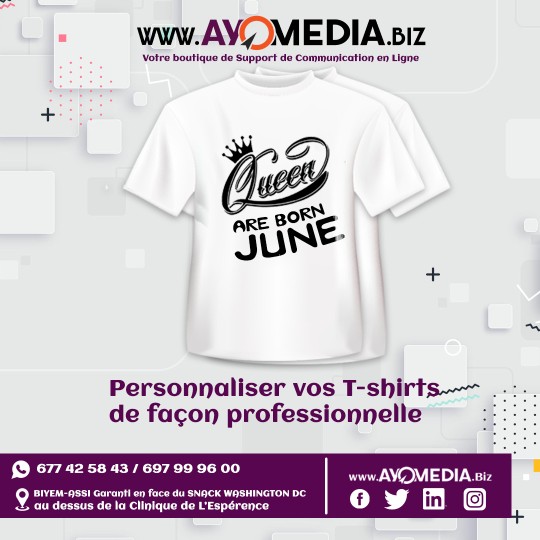 www.AYOMEDIA.BIZ
Votre boutique de Support de Communication en Ligne
Queen
ARE BORN
JUNE
Personnaliser vos T-shirts
de façon professionnelle
677 42 58 43 / 697 99 96 00
BIYEM-ASSI Garanti en face du SNACK WASHINGTON DC
au dessus de la Clinique de L'Espérence
www.AYOMEDIA.Biz